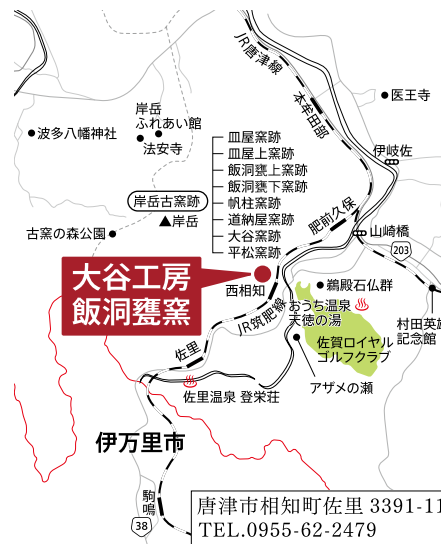 JR唐津線
本牟田部
医王寺
岸岳
ふれあい館
波多八幡神社
法安寺
伊岐佐
皿屋窯跡
皿屋上窯跡
飯洞甕上窯跡
飯洞甕下窯跡
帆柱窯跡
道納屋窯跡
大谷窯跡
平松窯跡
岸岳古窯跡
▲岸岳
古窯の森公園
肥前久保
山崎橋
203
大谷工房
飯洞甕窯
西相知
鵜殿石仏群
おうち温泉
天徳の湯
JR筑肥線
佐里
佐賀ロイヤル
ゴルフクラブ
村田英雄
記念館
アザメの瀬
佐里温泉 登栄荘
伊万里市
駒鳴
38
唐津市相知町佐里 3391-11
TEL.0955-62-2479